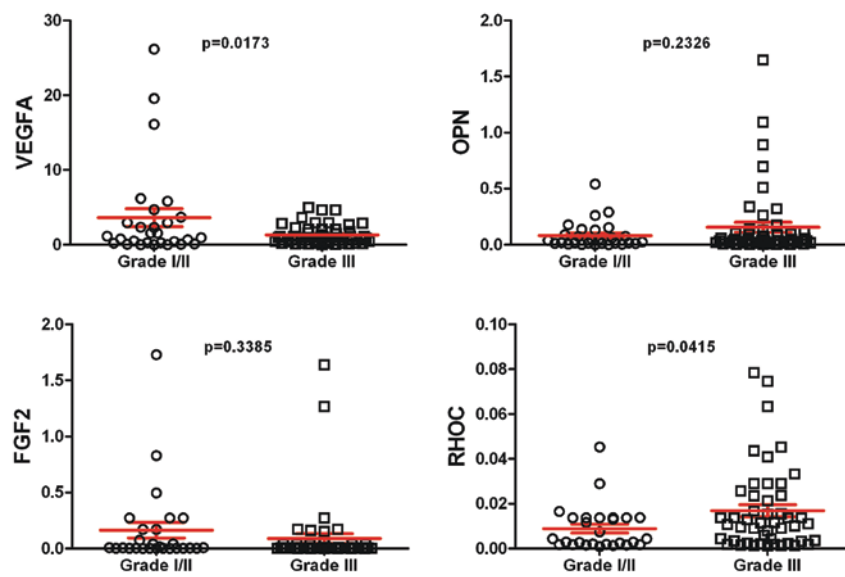 VEGFA
30
20
10
0
p=0.0173
Grade I/II
Grade III
OPN
2.0
1.5
1.0
0.5
0.0
p=0.2326
Grade I/II
Grade III
FGF2
2.0
1.5
1.0
0.5
0.0
p=0.3385
Grade I/II
Grade III
RHOC
0.10
0.08
0.06
0.04
0.02
0.00
p=0.0415
Grade I/II
Grade III